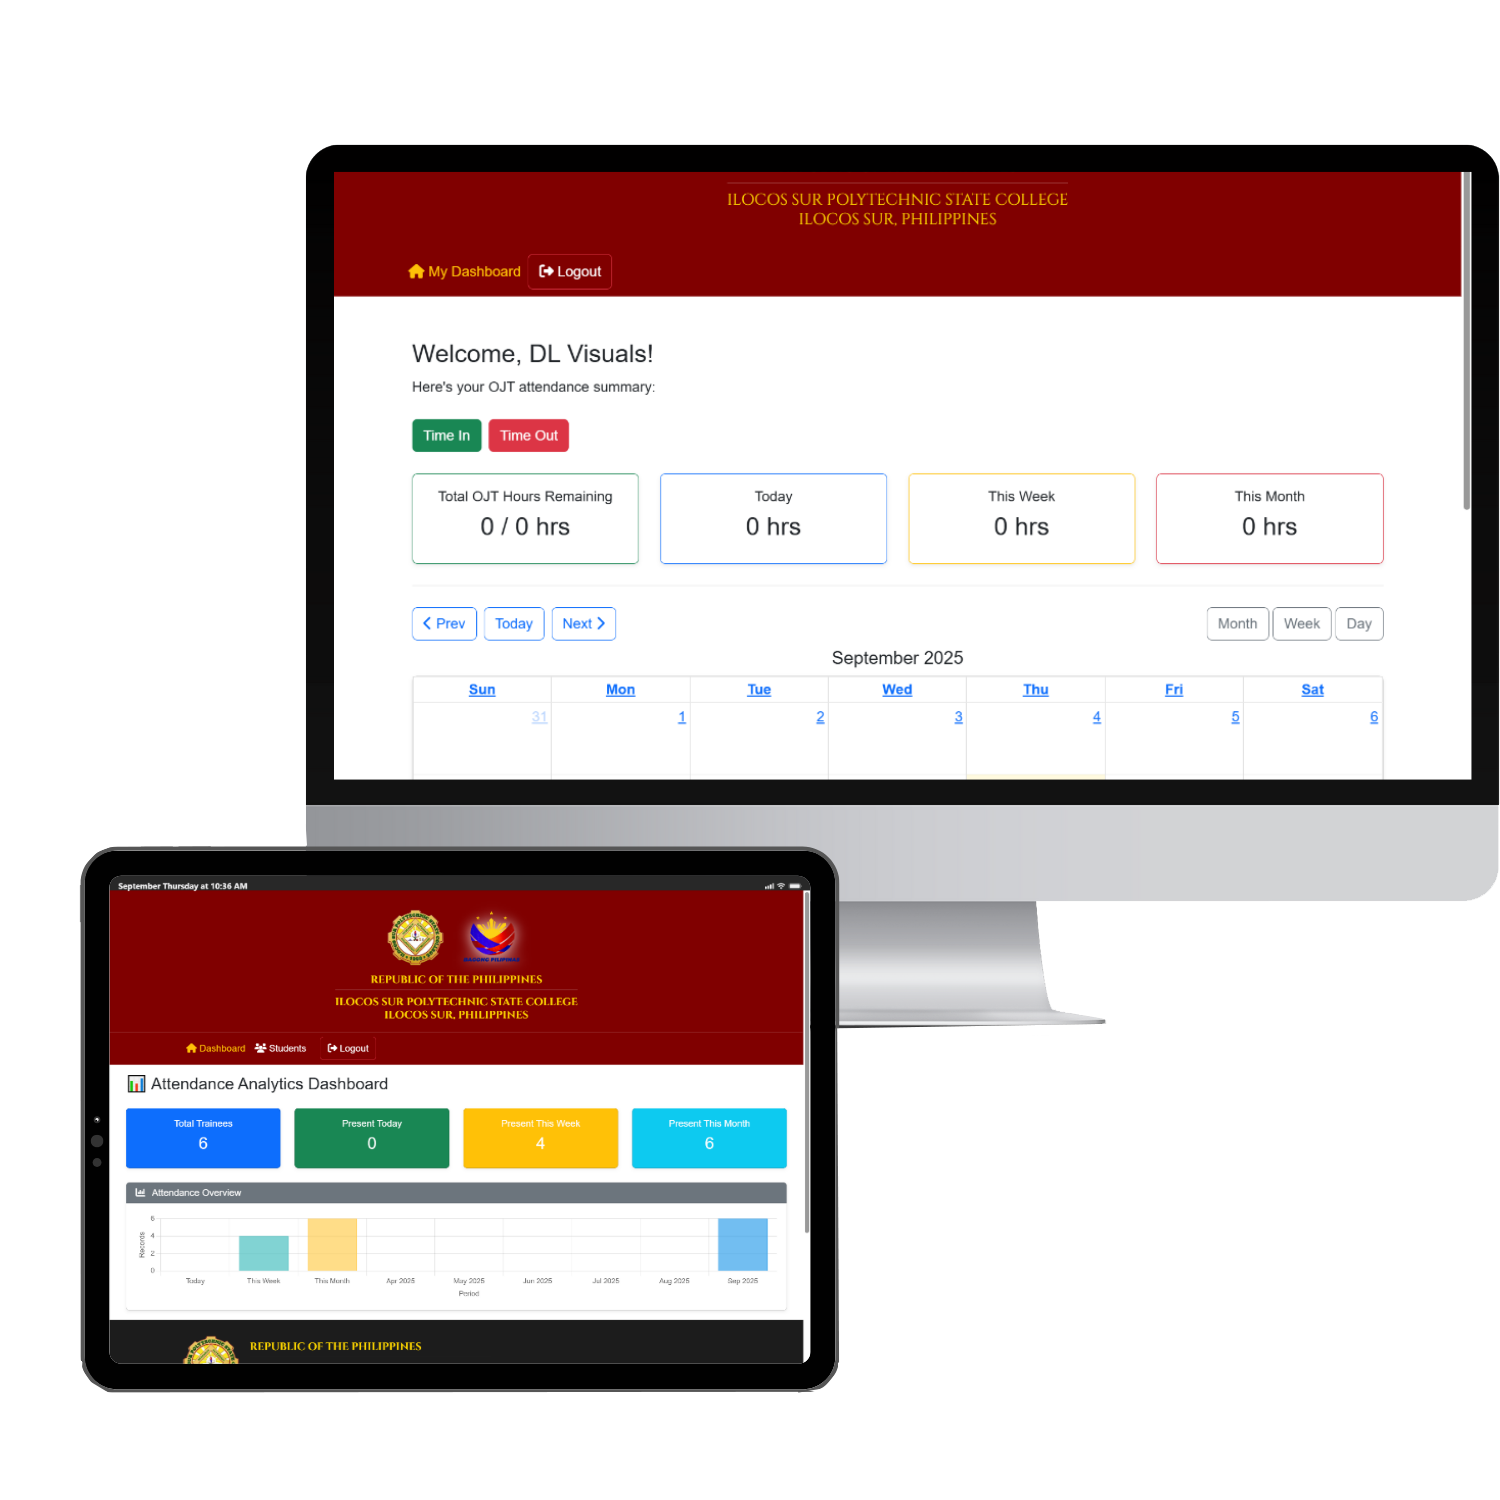 ILOCOS SUR POLYTECHNIC STATE COLLEGE
ILOCOS SUR, PHILIPPINES
My Dashboard Logout
Welcome, DL Visuals!
Here's your OJT attendance summary:
Time In Time Out
Total OJT Hours Remaining Today This Week This Month
0 / 0 hrs 0 hrs 0 hrs 0 hrs
Prev Today Next Month Week Day
September 2025
Sun Mon Tue Wed Thu Fri Sat
31 1 2 3 4 5 6
September Thursday at 10:36 AM
REPUBLIC OF THE PHILIPPINES
ILOCOS SUR POLYTECHNIC STATE COLLEGE
ILOCOS SUR, PHILIPPINES
Dashboard Students Logout
Attendance Analytics Dashboard
Total Trainees Present Today Present This Week Present This Month
6 0 4 6
Attendance Overview
6
4
2
0
Records
Today This Week This Month Apr 2025 May 2025 Jun 2025 Jul 2025 Aug 2025 Sep 2025
Period
REPUBLIC OF THE PHILIPPINES